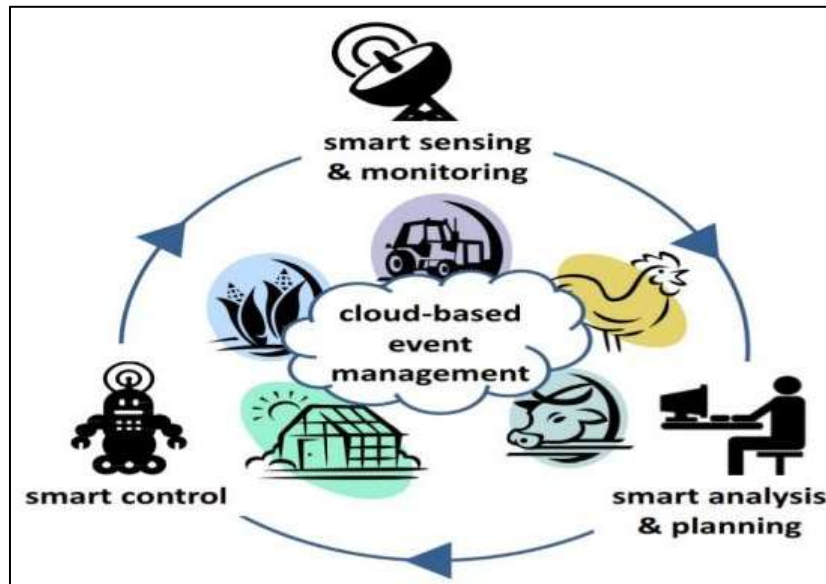 smart sensing
& monitoring
cloud-based
event
management
smart control
smart analysis
& planning